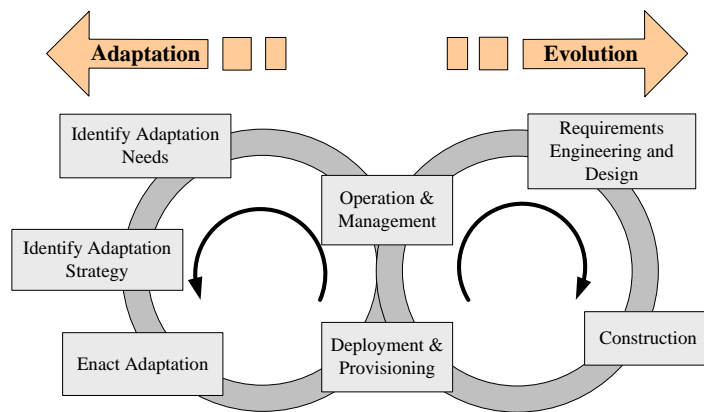 Adaptation
Evolution
Identify Adaptation
Needs
Requirements
Engineering and
Design
Operation &
Management
Identify Adaptation
Strategy
Enact Adaptation
Deployment &
Provisioning
Construction